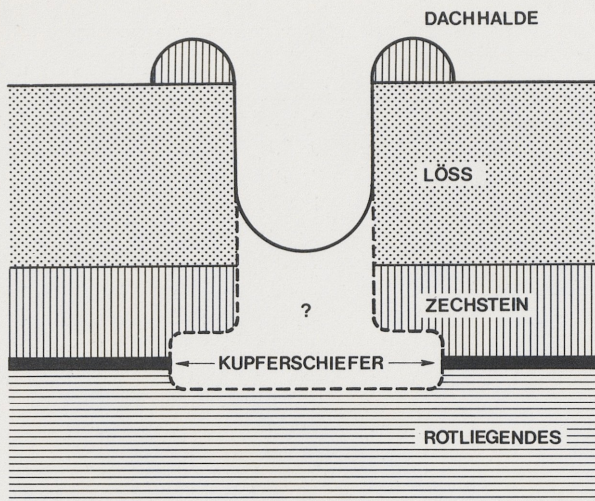 DACHHALDE
LÖSS
ZECHSTEIN
?
KUPFERSCHIEFER
ROTLIEGENDES